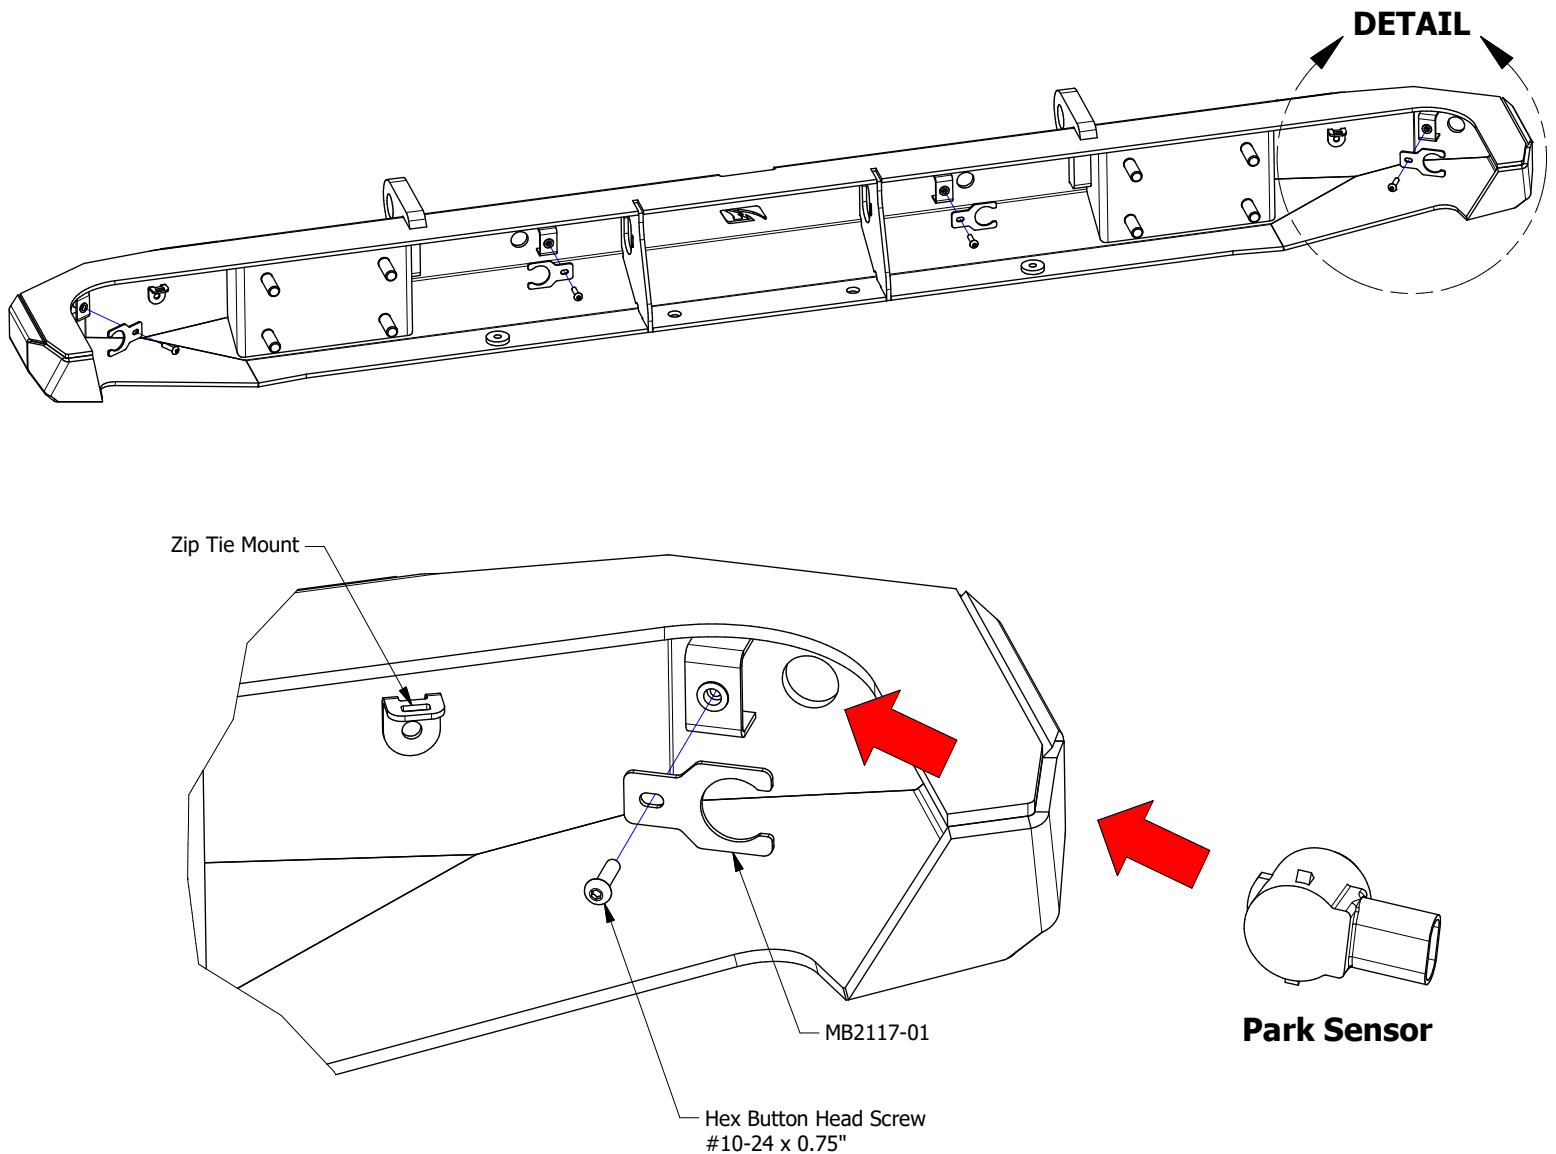 DETAIL
Zip Tie Mount
MB2117-01
Park Sensor
Hex Button Head Screw
#10-24 x 0.75"